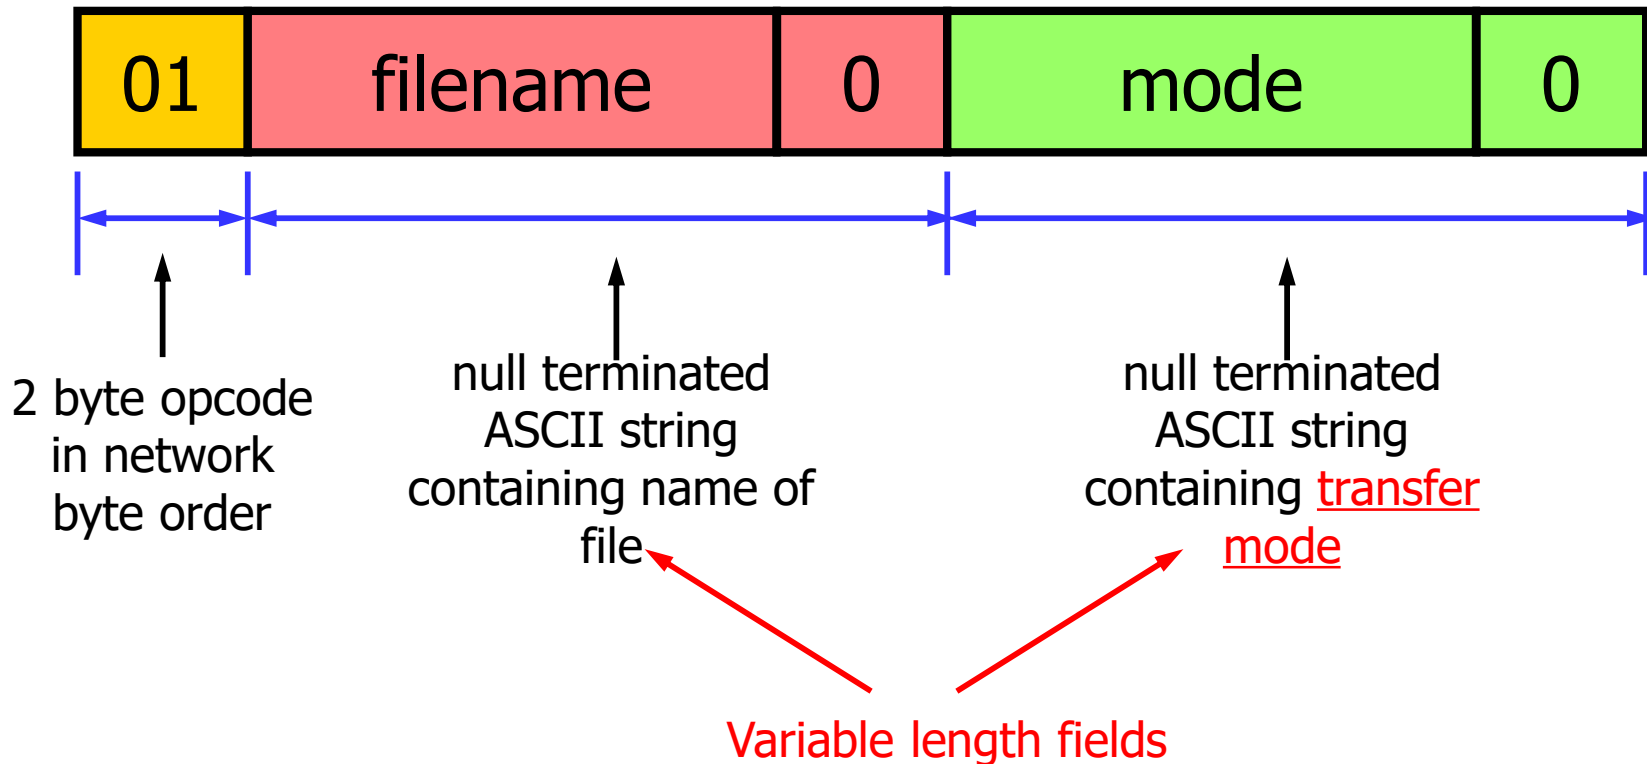 01 filename 0 mode 0
2 byte opcode
in network
byte order
null terminated
ASCII string
containing name of
file
null terminated
ASCII string
containing transfer
mode
Variable length fields